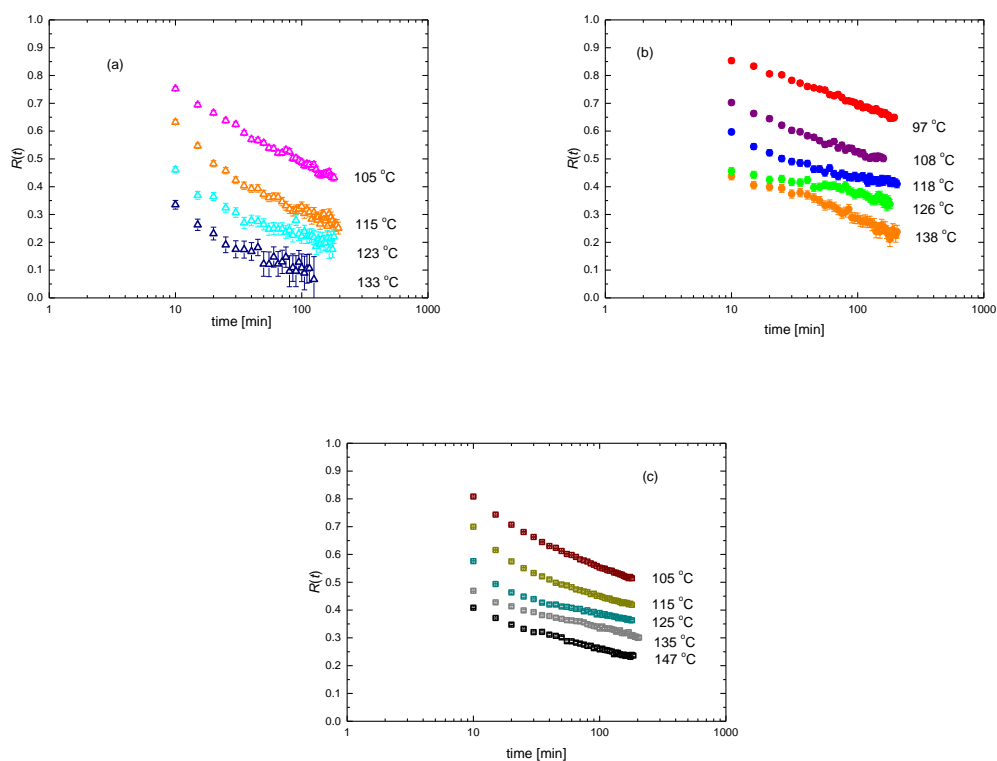 (a)
R(t)
1.0
0.9
0.8
0.7
0.6
0.5
0.4
0.3
0.2
0.1
0.0
105 °C
115 °C
123 °C
133 °C
1 10 100 1000
time [min]
(b)
R(t)
1.0
0.9
0.8
0.7
0.6
0.5
0.4
0.3
0.2
0.1
0.0
97 °C
108 °C
118 °C
126 °C
138 °C
1 10 100 1000
time [min]
(c)
R(t)
1.0
0.9
0.8
0.7
0.6
0.5
0.4
0.3
0.2
0.1
0.0
105 °C
115 °C
125 °C
135 °C
147 °C
1 10 100 1000
time [min]